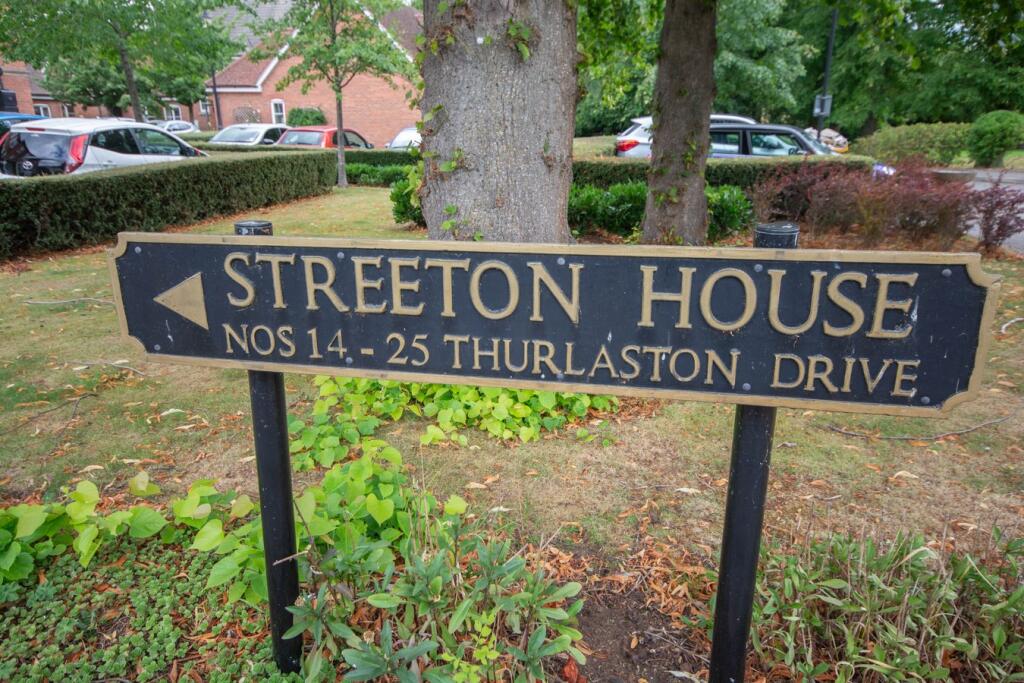 STREETON HOUSE
NOS 14 - 25 THURLASTON DRIVE